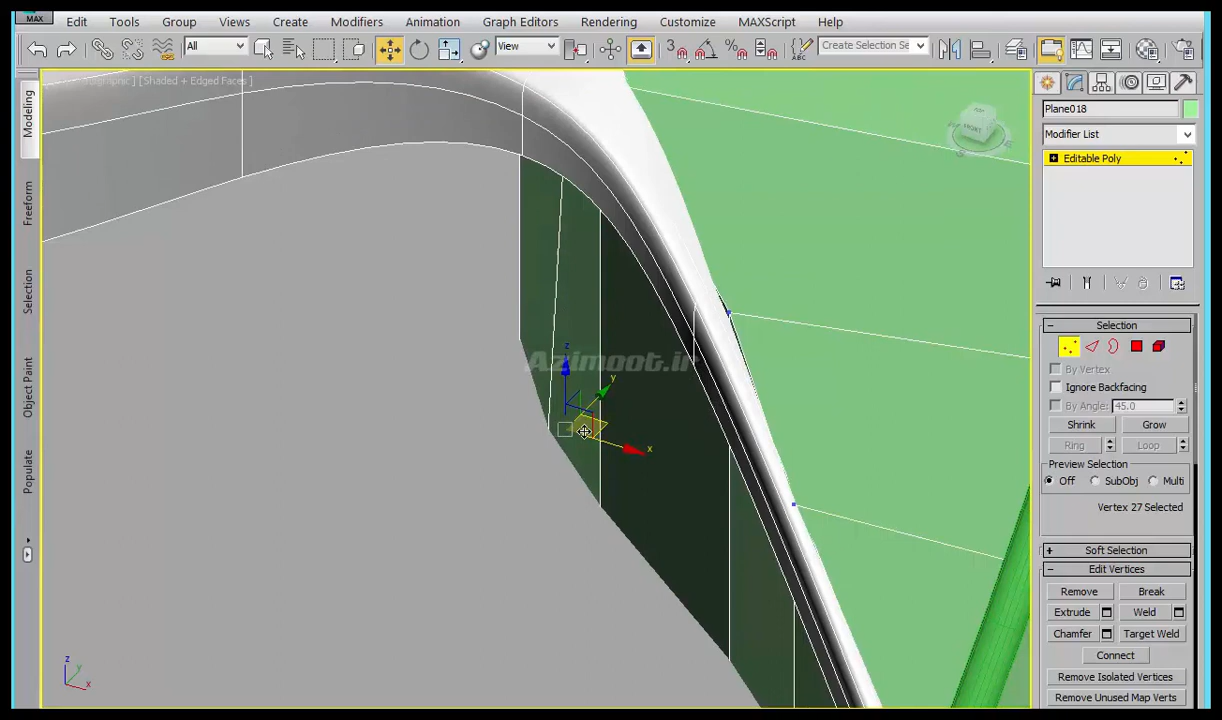 MAX
Edit Tools Group Views Create Modifiers Animation Graph Editors Rendering Customize MAXScript Help
All View 3 Create Selection Se
[Shaded + Edged Faces]
Modeling
Freeform
Selection
Object Paint
Populate
TOP
FRONT
Azimoot.ir
z
y
x
z
y
x
Plane018
Modifier List
Editable Poly
Selection
By Vertex
Ignore Backfacing
By Angle: 45.0
Shrink Grow
Ring Loop
Preview Selection
Off SubObj Multi
Vertex 27 Selected
Soft Selection
Edit Vertices
Remove Break
Extrude Weld
Chamfer Target Weld
Connect
Remove Isolated Vertices
Remove Unused Map Verts